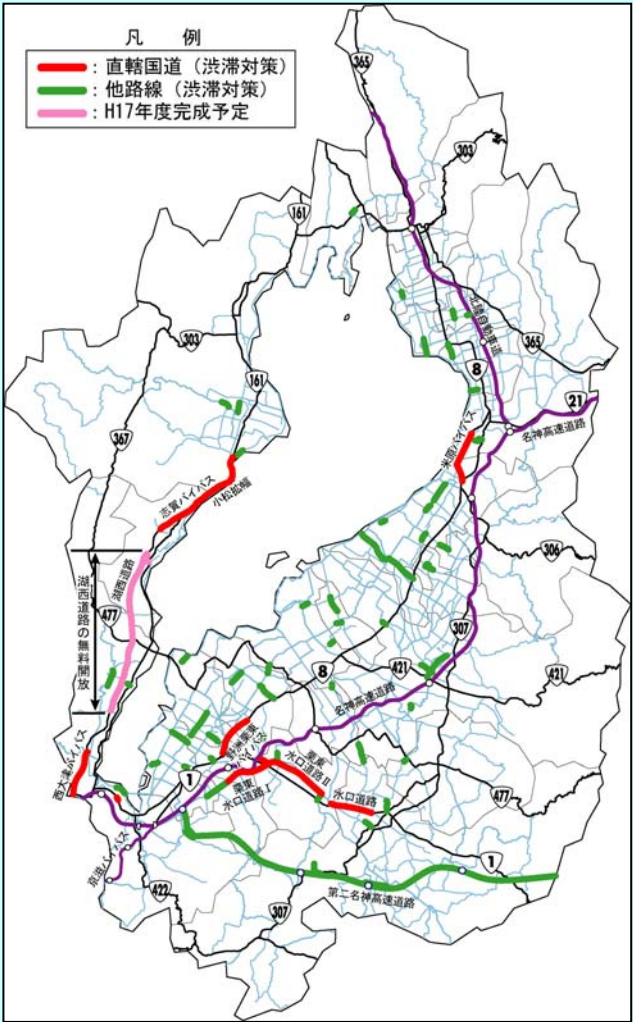 凡 例
：直轄国道（渋滞対策）
：他路線（渋滞対策）
：H17年度完成予定
365
303
161
北陸自動車道
303
365
161
8
21
367
名神高速道路
米原バイパス
志賀バイパス
小松拡幅
湖西道路
306
湖西道路の無料開放
477
307
8
421
421
名神高速道路
野洲栗東バイパス
西大津バイパス
1
栗東水口道路Ⅱ
栗東水口道路Ⅰ
水口道路
477
京滋バイパス
1
422
第二名神高速道路
307